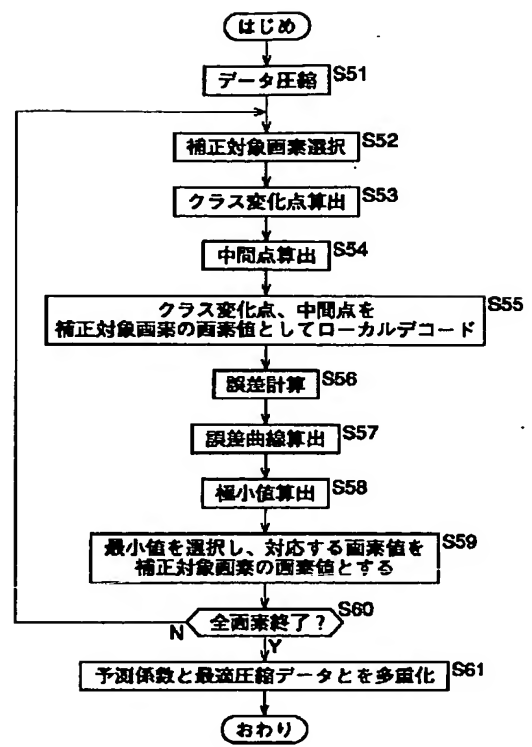 はじめ
データ圧縮 S51
補正対象画素選択 S52
クラス変化点算出 S53
中間点算出 S54
クラス変化点、中間点を
補正対象画素の画素値としてローカルデコード S55
誤差計算 S56
誤差曲線算出 S57
極小値算出 S58
最小値を選択し、対応する画素値を
補正対象画素の画素値とする S59
全画素終了? S60
N
Y
予測係数と最適圧縮データとを多重化 S61
おわり